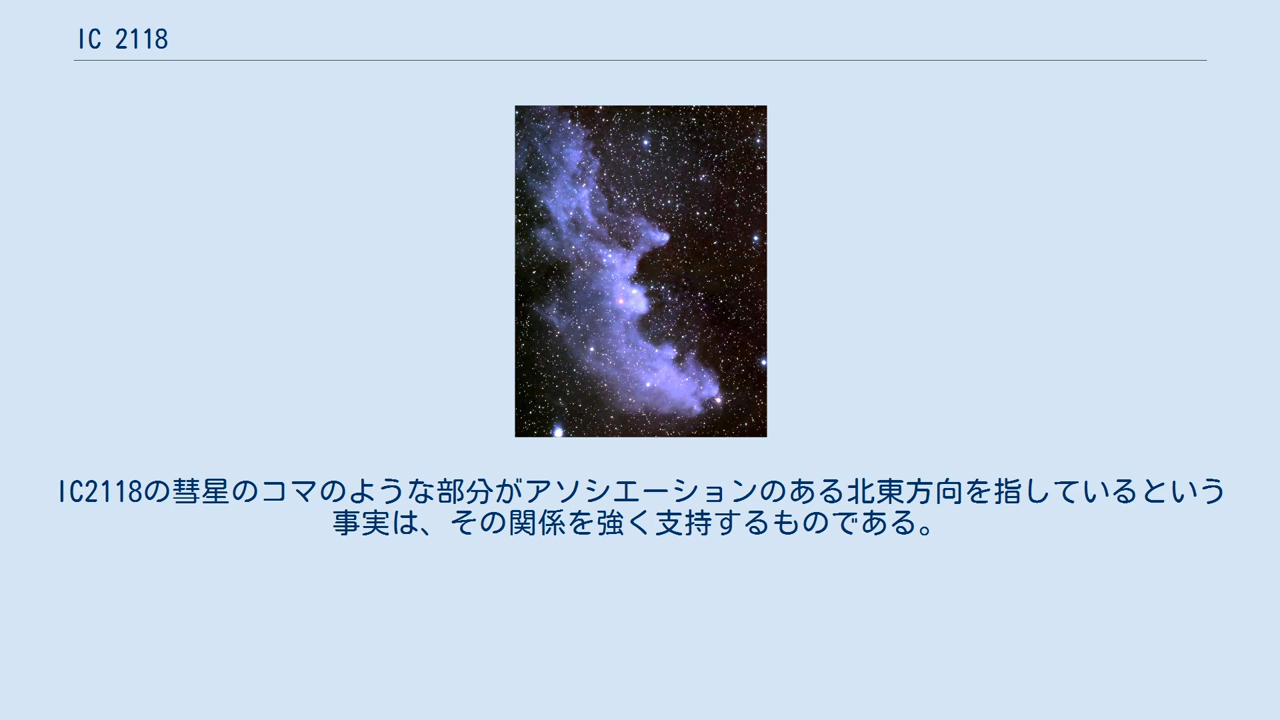 IC 2118
IC2118の彗星のコマのような部分がアソシエーションのある北東方向を指しているという
事実は、その関係を強く支持するものである。